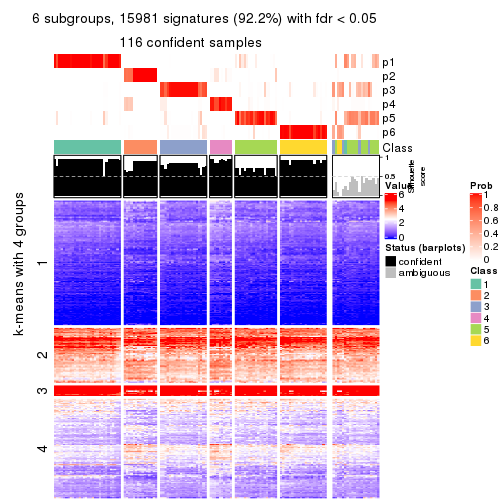 6 subgroups, 15981 signatures (92.2%) with fdr < 0.05
116 confident samples
p1
p2
p3
p4
p5
p6
Class
1
0.5
0
Silhouette
score
k-means with 4 groups
1
2
3
4
Value
6
4
2
0
Status (barplots)
confident
ambiguous
Prob
1
0.8
0.6
0.4
0.2
0
Class
1
2
3
4
5
6